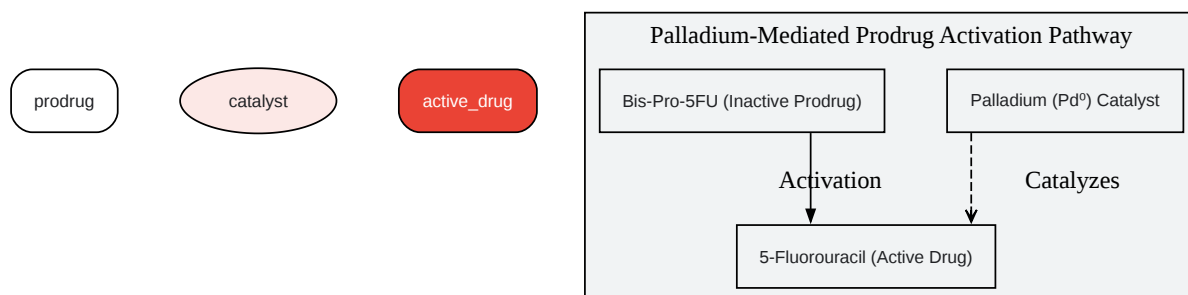 Palladium-Mediated Prodrug Activation Pathway
prodrug
catalyst
active_drug
Bis-Pro-5FU (Inactive Prodrug)
Palladium (Pd⁰) Catalyst
Activation
Catalyzes
5-Fluorouracil (Active Drug)